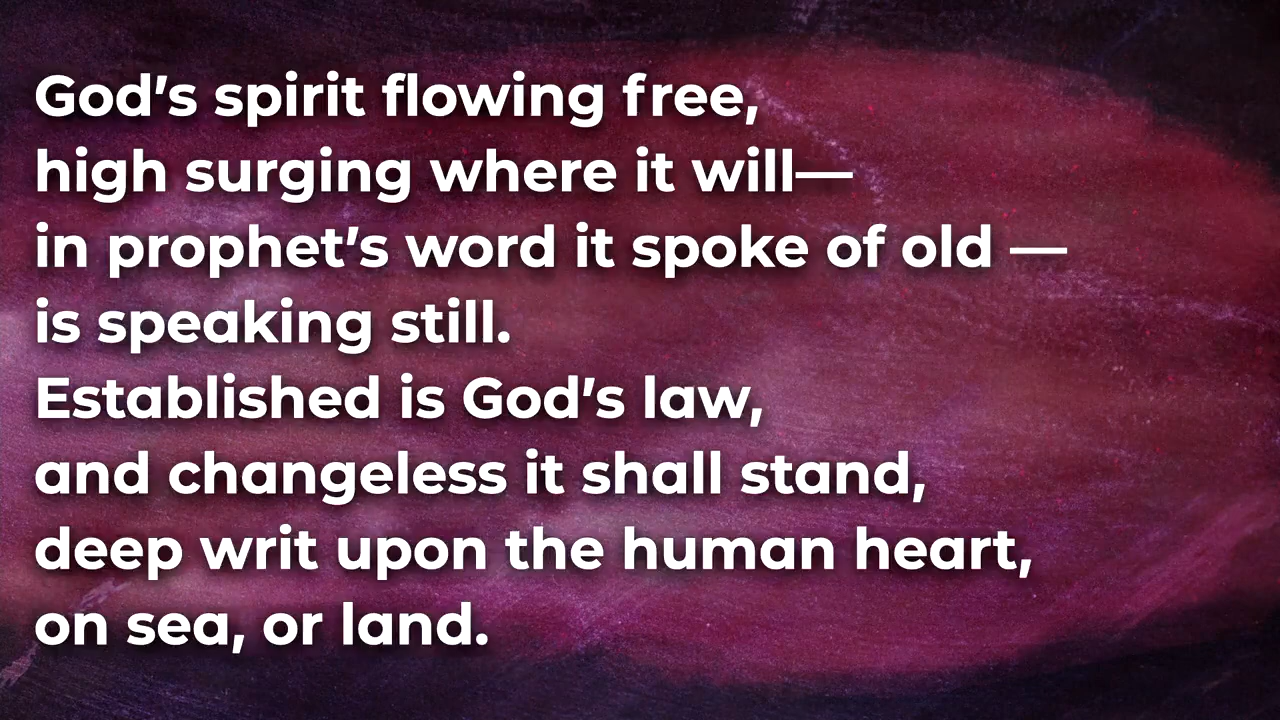 God's spirit flowing free,
high surging where it will—
in prophet's word it spoke of old —
is speaking still.
Established is God's law,
and changeless it shall stand,
deep writ upon the human heart,
on sea, or land.